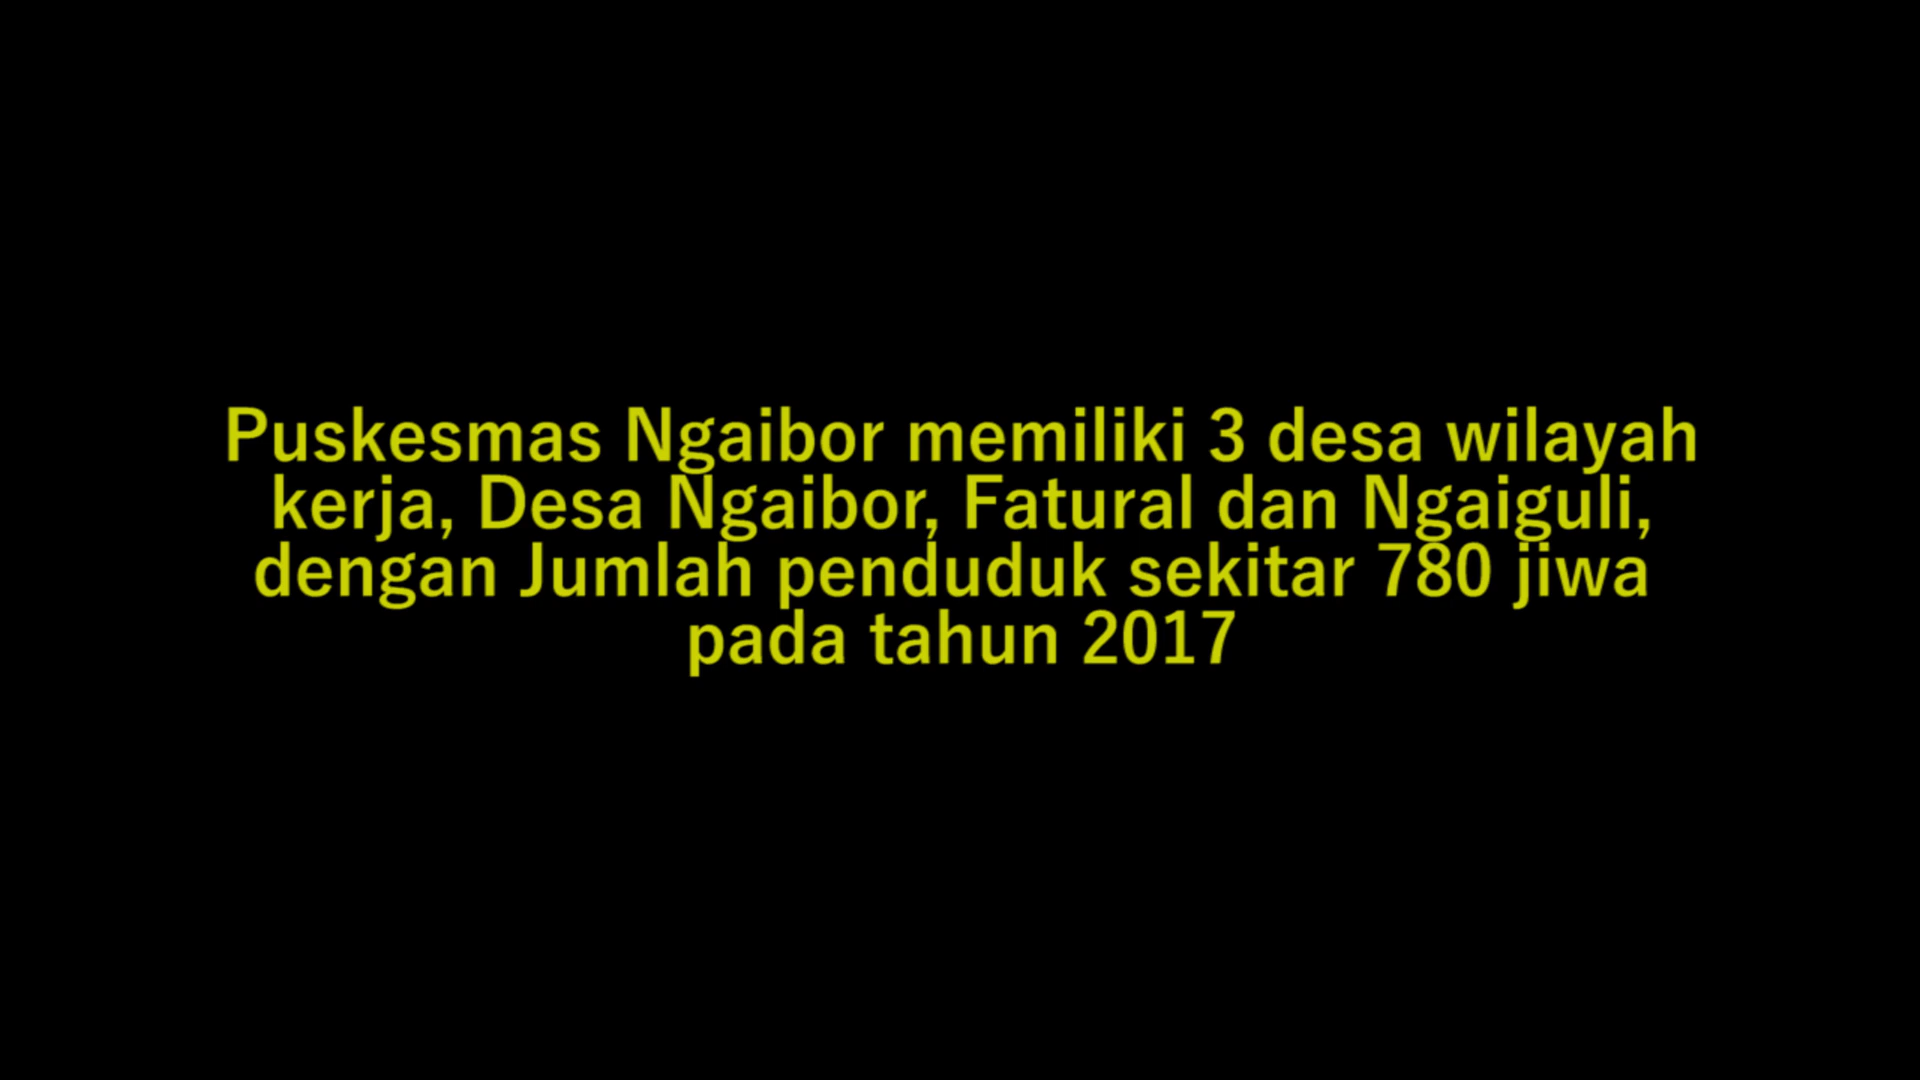 Puskesmas Ngaibor memiliki 3 desa wilayah
kerja, Desa Ngaibor, Fatural dan Ngaiguli,
dengan Jumlah penduduk sekitar 780 jiwa
pada tahun 2017